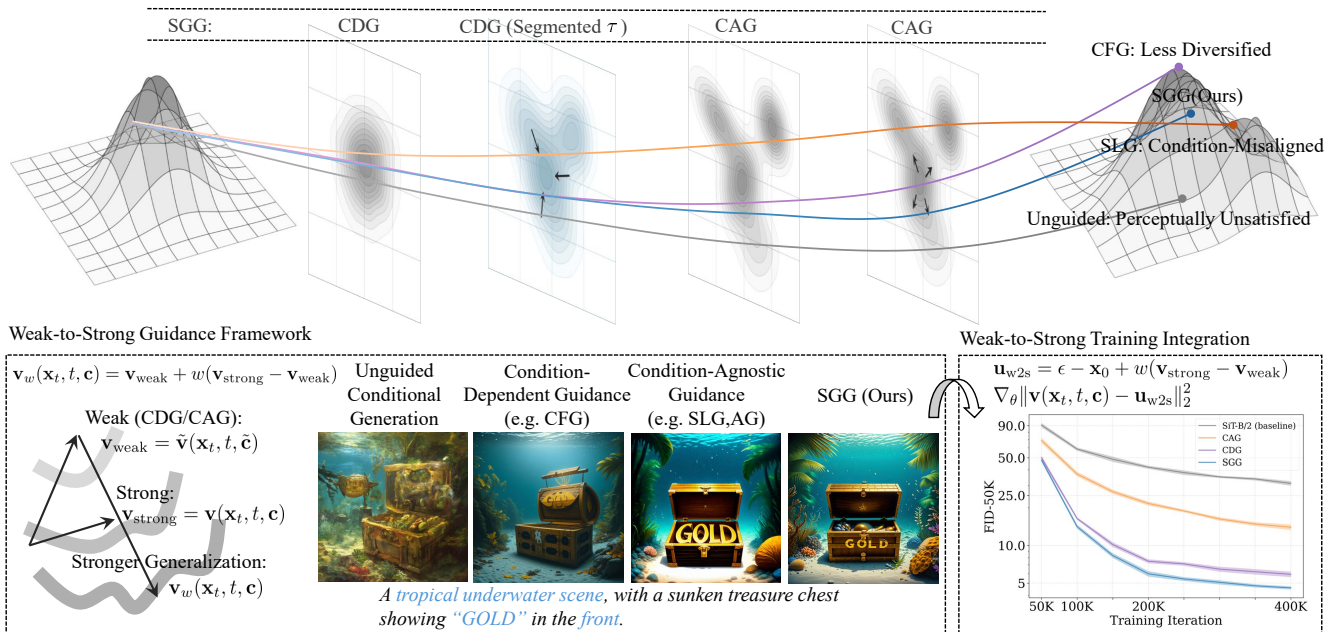 SGG:
CDG
CDG (Segmented τ)
CAG
CAG
CFG: Less Diversified
SGG(Ours)
SLG: Condition-Misaligned
Unguided: Perceptually Unsatisfied
Weak-to-Strong Guidance Framework
v_w(x_t, t, c) = v_weak + w(v_strong − v_weak)
Weak (CDG/CAG):
v_weak = ṽ(x_t, t, c̃)
Strong:
v_strong = v(x_t, t, c)
Stronger Generalization:
v_w(x_t, t, c)
Unguided
Conditional
Generation
Condition-
Dependent Guidance
(e.g. CFG)
Condition-Agnostic
Guidance
(e.g. SLG,AG)
SGG (Ours)
GOLD
GOLD
GOLD
A tropical underwater scene, with a sunken treasure chest
showing “GOLD” in the front.
Weak-to-Strong Training Integration
u_w2s = ϵ − x_0 + w(v_strong − v_weak)
∇_θ‖v(x_t, t, c) − u_w2s‖²₂
SiT-B/2 (baseline)
CAG
CDG
SGG
FID-50K
90.0
50.0
25.0
10.0
5
50K
100K
200K
400K
Training Iteration